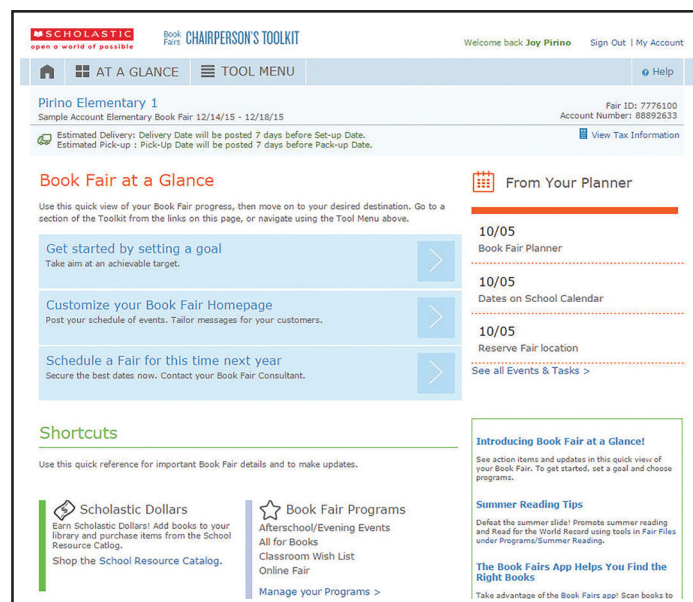 SCHOLASTIC
open a world of possible
Book Fairs CHAIRPERSON'S TOOLKIT
Welcome back Joy Pirino Sign Out | My Account
AT A GLANCE TOOL MENU Help
Pirino Elementary 1
Sample Account Elementary Book Fair 12/14/15 - 12/18/15
Fair ID: 7776100
Account Number: 88892633
Estimated Delivery: Delivery Date will be posted 7 days before Set-up Date.
Estimated Pick-up : Pick-Up Date will be posted 7 days before Pack-up Date.
View Tax Information
Book Fair at a Glance
Use this quick view of your Book Fair progress, then move on to your desired destination. Go to a
section of the Toolkit from the links on this page, or navigate using the Tool Menu above.
Get started by setting a goal
Take aim at an achievable target.
Customize your Book Fair Homepage
Post your schedule of events. Tailor messages for your customers.
Schedule a Fair for this time next year
Secure the best dates now. Contact your Book Fair Consultant.
From Your Planner
10/05
Book Fair Planner
10/05
Dates on School Calendar
10/05
Reserve Fair location
See all Events & Tasks >
Shortcuts
Use this quick reference for important Book Fair details and to make updates.
Scholastic Dollars
Earn Scholastic Dollars! Add books to your
library and purchase items from the School
Resource Catlog.
Shop the School Resource Catalog.
Book Fair Programs
Afterschool/Evening Events
All for Books
Classroom Wish List
Online Fair
Manage your Programs >
Introducing Book Fair at a Glance!
See action items and updates in this quick view of
your Book Fair. To get started, set a goal and choose
programs.
Summer Reading Tips
Defeat the summer slide! Promote summer reading
and Read for the World Record using tools in Fair Files
under Programs/Summer Reading.
The Book Fairs App Helps You Find the
Right Books
Take advantage of the Book Fairs app! Scan books to